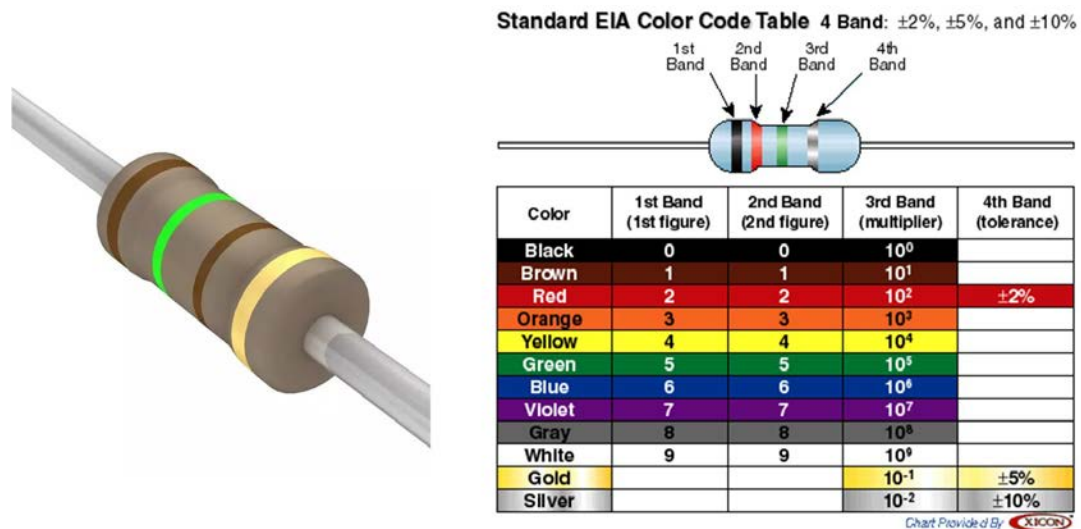 Standard EIA Color Code Table 4 Band: ±2%, ±5%, and ±10%
1st Band 2nd Band 3rd Band 4th Band
Color 1st Band (1st figure) 2nd Band (2nd figure) 3rd Band (multiplier) 4th Band (tolerance)
Black 0 0 10⁰
Brown 1 1 10¹
Red 2 2 10² ±2%
Orange 3 3 10³
Yellow 4 4 10⁴
Green 5 5 10⁵
Blue 6 6 10⁶
Violet 7 7 10⁷
Gray 8 8 10⁸
White 9 9 10⁹
Gold 10⁻¹ ±5%
Silver 10⁻² ±10%
Chart Provided By XICON